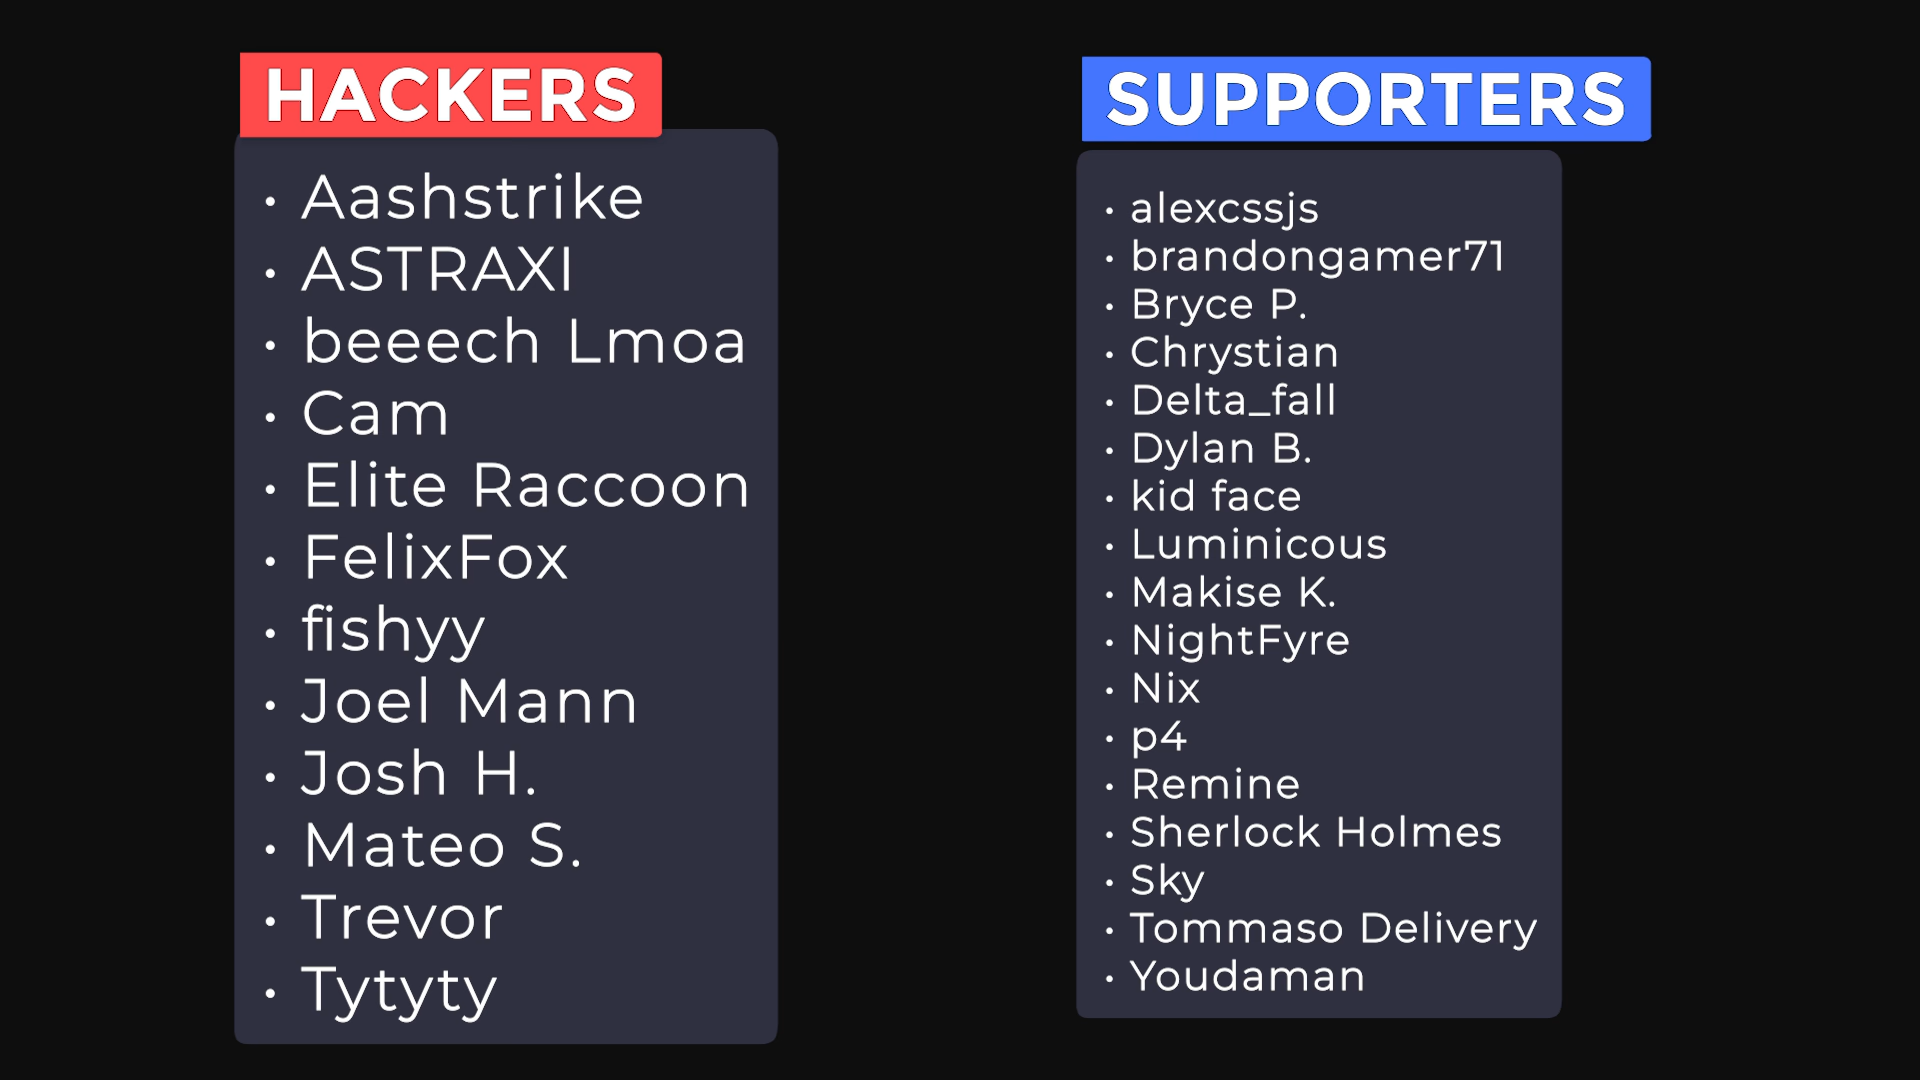 HACKERS
• Aashstrike
• ASTRAXI
• beeech Lmoa
• Cam
• Elite Raccoon
• FelixFox
• fishyy
• Joel Mann
• Josh H.
• Mateo S.
• Trevor
• Tytyty
SUPPORTERS
• alexcssjs
• brandongamer71
• Bryce P.
• Chrystian
• Delta_fall
• Dylan B.
• kid face
• Luminicous
• Makise K.
• NightFyre
• Nix
• p4
• Remine
• Sherlock Holmes
• Sky
• Tommaso Delivery
• Youdaman